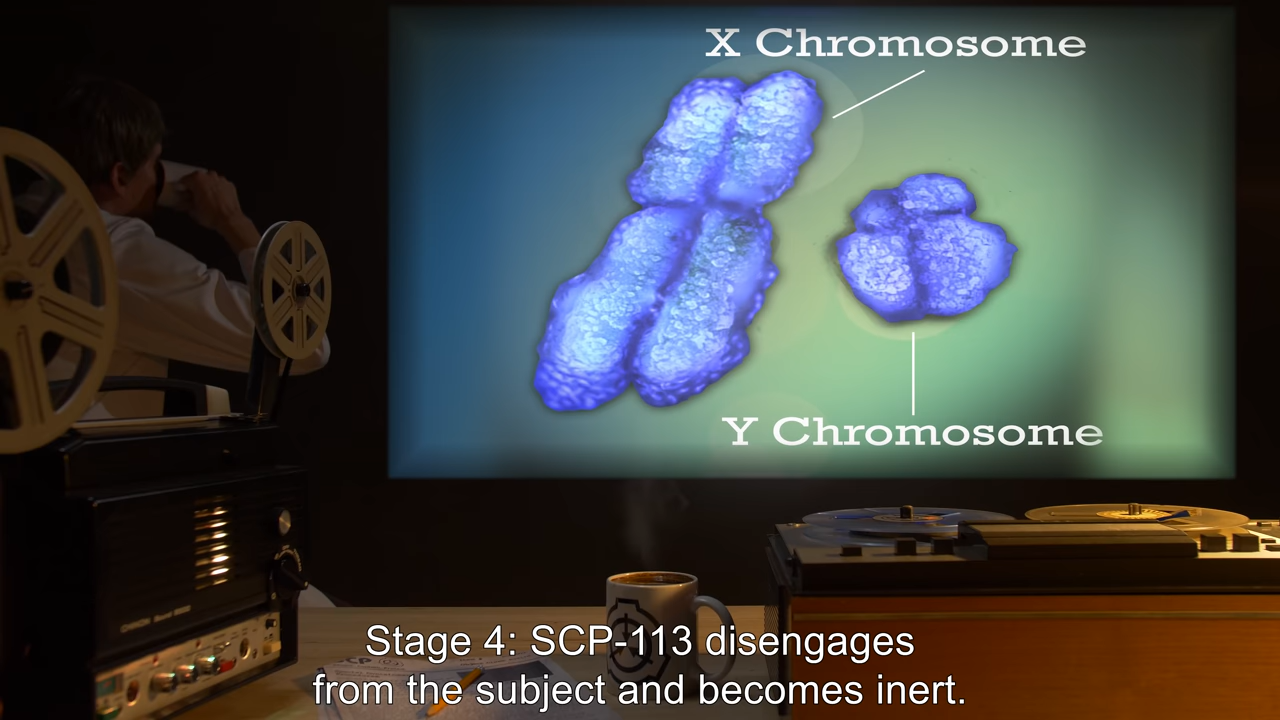 X Chromosome
Y Chromosome
Stage 4: SCP-113 disengages
from the subject and becomes inert.